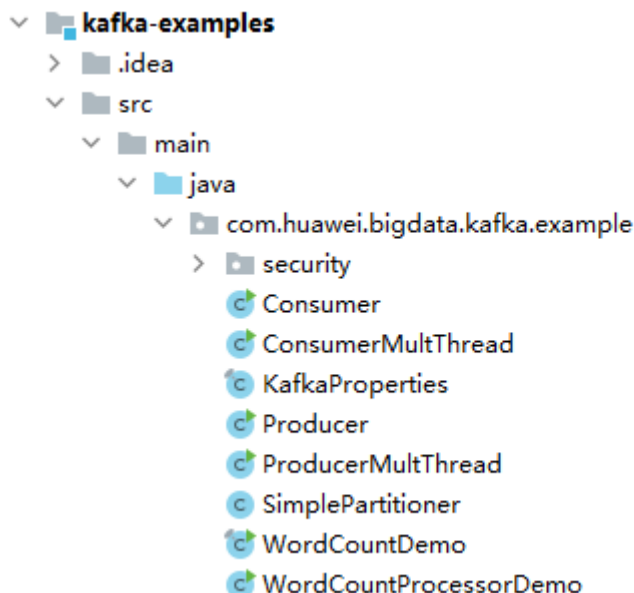 kafka-examples
.idea
src
main
java
com.huawei.bigdata.kafka.example
security
Consumer
ConsumerMultThread
KafkaProperties
Producer
ProducerMultThread
SimplePartitioner
WordCountDemo
WordCountProcessorDemo